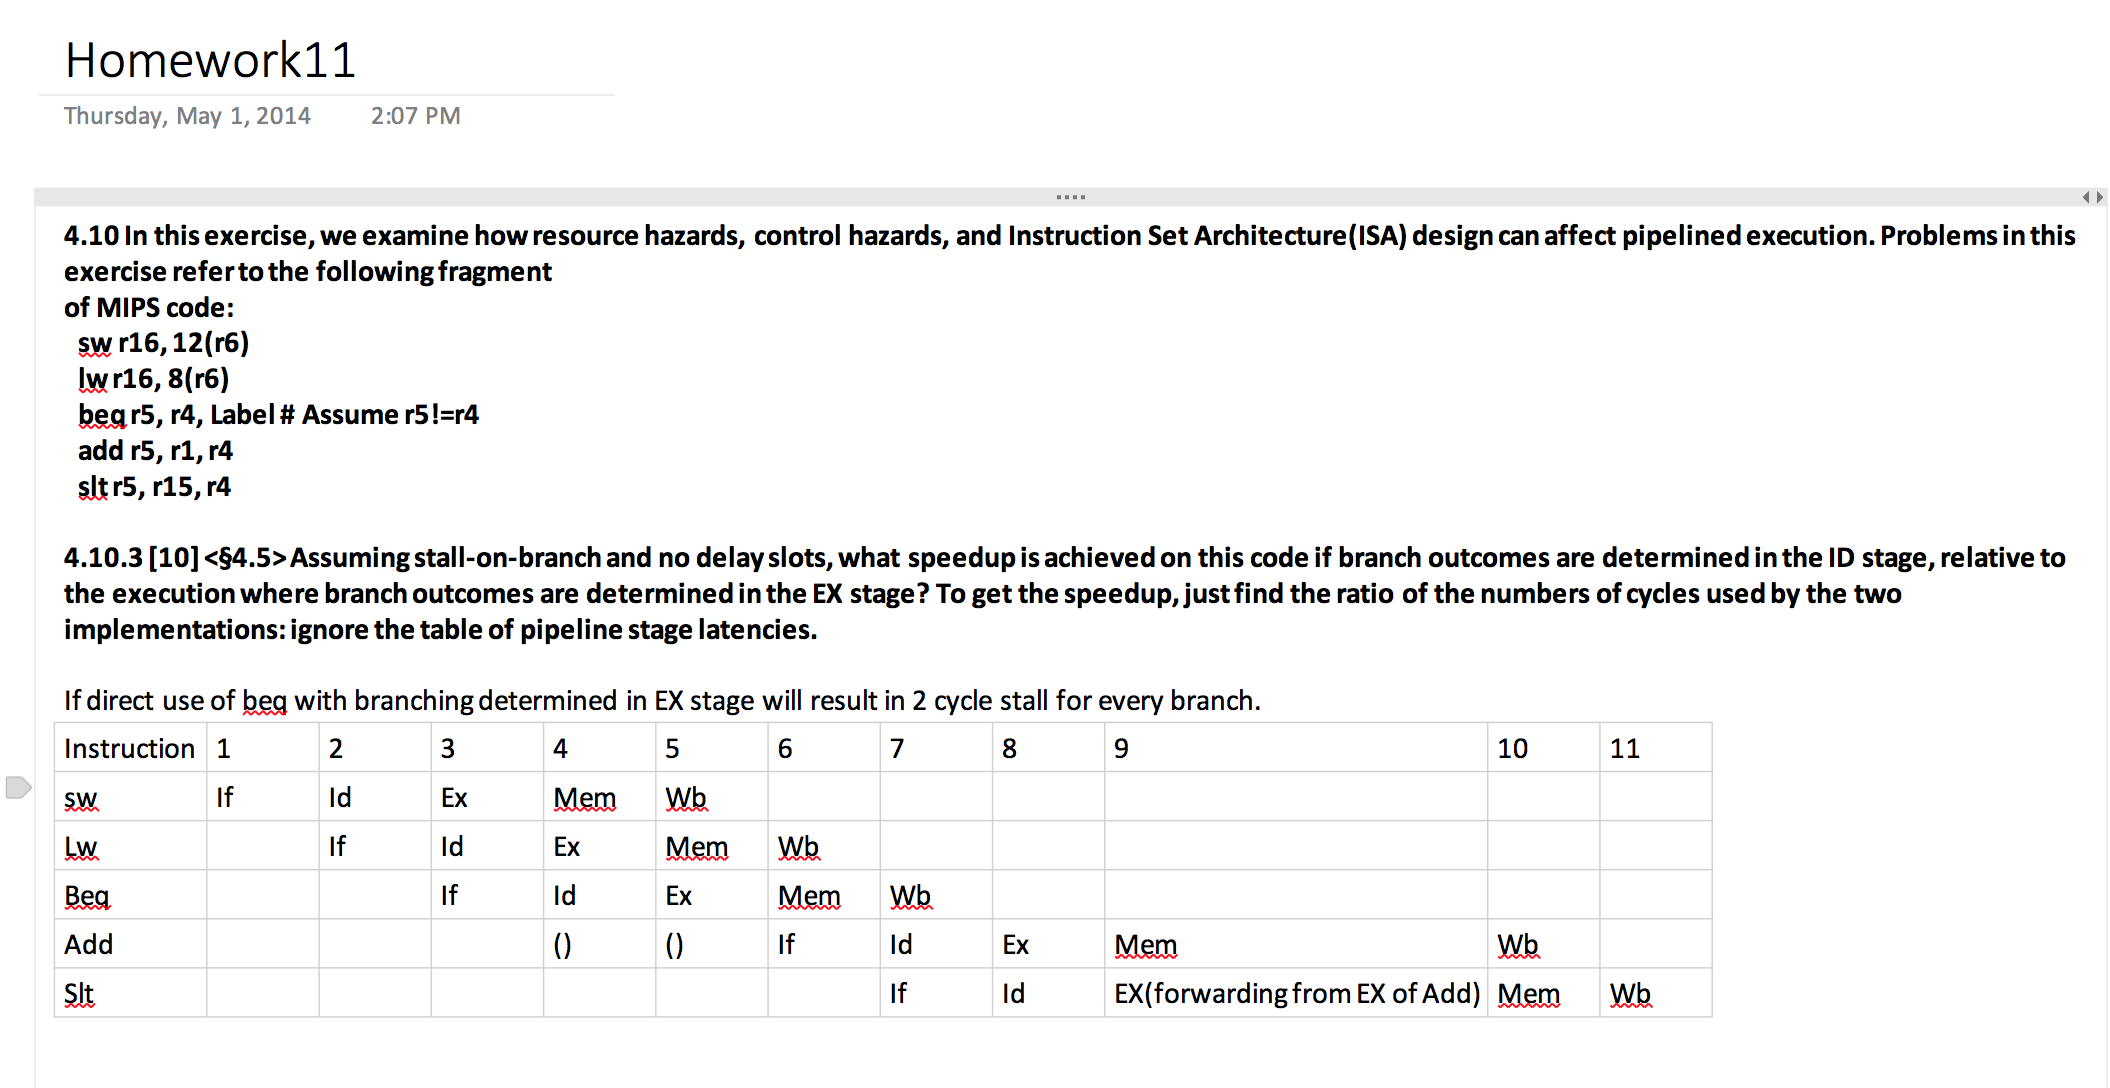 Homework11
Thursday, May 1, 2014 2:07 PM
4.10 In this exercise, we examine how resource hazards, control hazards, and Instruction Set Architecture(ISA) design can affect pipelined execution. Problems in this
exercise refer to the following fragment
of MIPS code:
sw r16, 12(r6)
lw r16, 8(r6)
beq r5, r4, Label # Assume r5!=r4
add r5, r1, r4
slt r5, r15, r4
4.10.3 [10] <§4.5> Assuming stall-on-branch and no delay slots, what speedup is achieved on this code if branch outcomes are determined in the ID stage, relative to
the execution where branch outcomes are determined in the EX stage? To get the speedup, just find the ratio of the numbers of cycles used by the two
implementations: ignore the table of pipeline stage latencies.
If direct use of beq with branching determined in EX stage will result in 2 cycle stall for every branch.
Instruction 1 2 3 4 5 6 7 8 9 10 11
sw If Id Ex Mem Wb
Lw If Id Ex Mem Wb
Beq If Id Ex Mem Wb
Add () () If Id Ex Mem Wb
Slt If Id EX(forwarding from EX of Add) Mem Wb